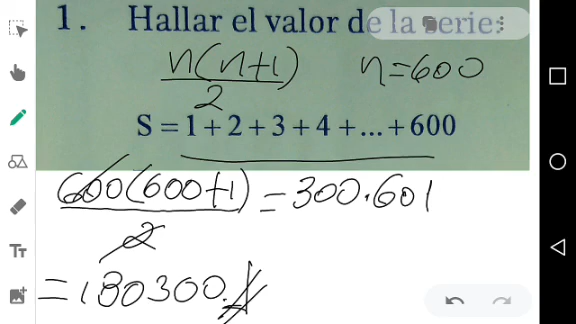 1. Hallar el valor de la serie:
n(n+1)/2 n=600
S = 1 + 2 + 3 + 4 + ... + 600
600(600+1)/2 = 300·601
= 180300.
Tт